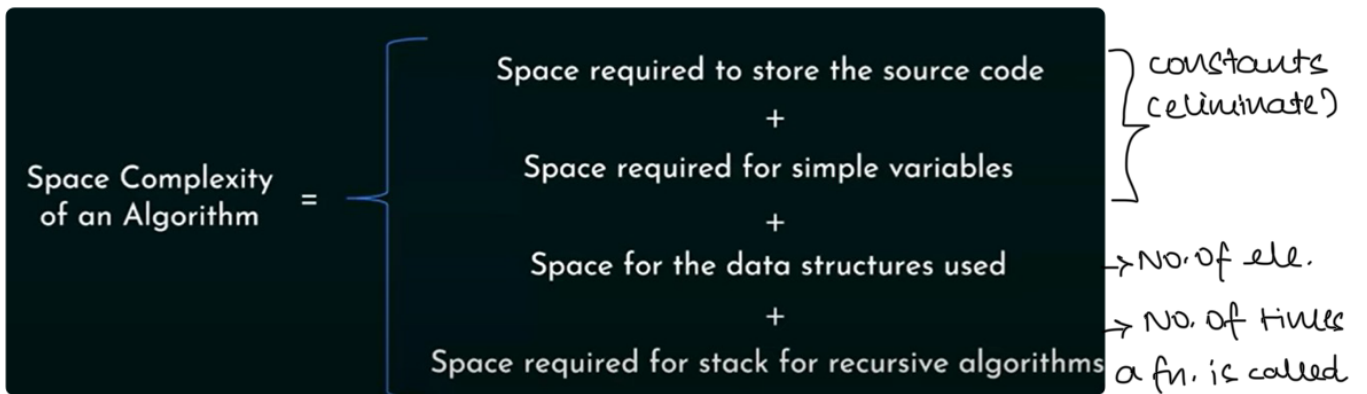 Space Complexity
of an Algorithm
=
Space required to store the source code
+
Space required for simple variables
+
Space for the data structures used
+
Space required for stack for recursive algorithms
constants
(eliminate)
→ No. of ele.
→ No. of times
a fn. is called